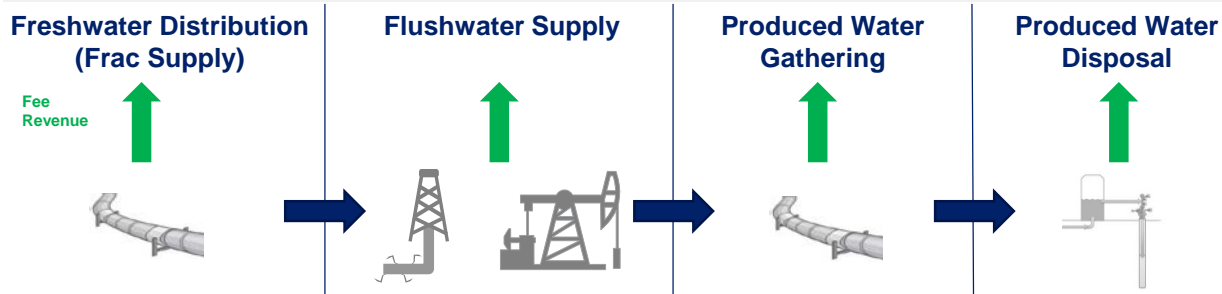 Freshwater Distribution
(Frac Supply)
Flushwater Supply
Produced Water
Gathering
Produced Water
Disposal
Fee
Revenue